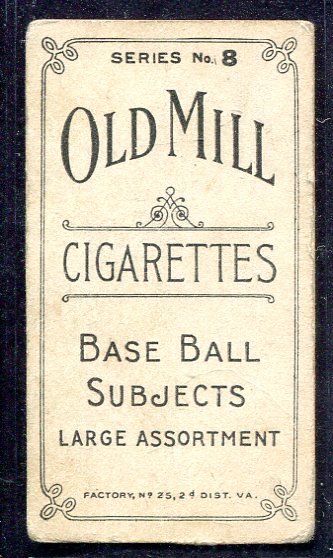 SERIES No. 8
OLD MILL
CIGARETTES
BASE BALL
SUBJECTS
LARGE ASSORTMENT
FACTORY, Nº 25, 2d DIST. VA.